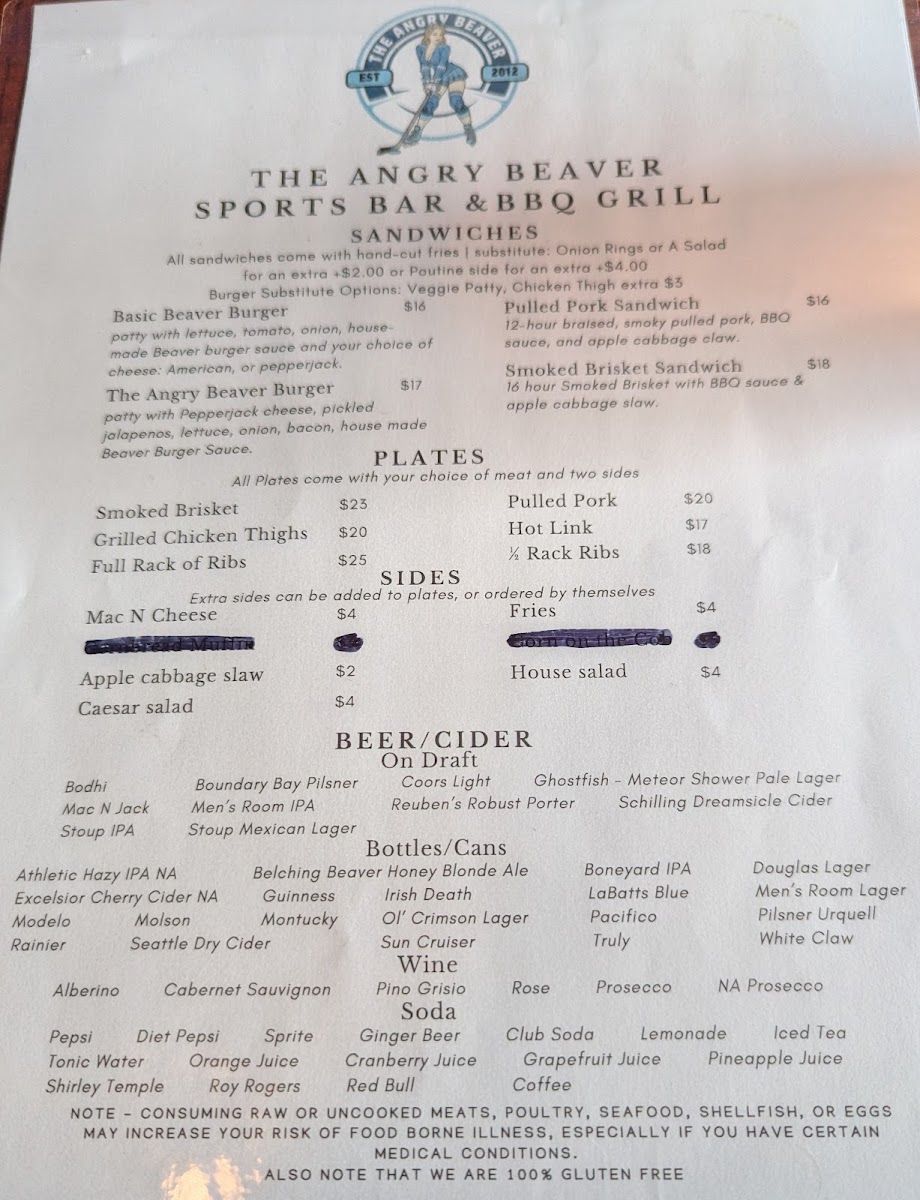 THE ANGRY BEAVER
EST 2012
THE ANGRY BEAVER
SPORTS BAR & BBQ GRILL
SANDWICHES
All sandwiches come with hand-cut fries | substitute: Onion Rings or A Salad
for an extra +$2.00 or Poutine side for an extra +$4.00
Burger Substitute Options: Veggie Patty, Chicken Thigh extra $3
Basic Beaver Burger $16
patty with lettuce, tomato, onion, house-
made Beaver burger sauce and your choice of
cheese: American, or pepperjack.
The Angry Beaver Burger $17
patty with Pepperjack cheese, pickled
jalapenos, lettuce, onion, bacon, house made
Beaver Burger Sauce.
Pulled Pork Sandwich $16
12-hour braised, smoky pulled pork, BBQ
sauce, and apple cabbage claw.
Smoked Brisket Sandwich $18
16 hour Smoked Brisket with BBQ sauce &
apple cabbage slaw.
PLATES
All Plates come with your choice of meat and two sides
Smoked Brisket $23
Grilled Chicken Thighs $20
Full Rack of Ribs $25
Pulled Pork $20
Hot Link $17
½ Rack Ribs $18
SIDES
Extra sides can be added to plates, or ordered by themselves
Mac N Cheese $4
Fries $4
Cornbread Muffin
Corn on the Cob
Apple cabbage slaw $2
House salad $4
Caesar salad $4
BEER/CIDER
On Draft
Bodhi Boundary Bay Pilsner Coors Light Ghostfish - Meteor Shower Pale Lager
Mac N Jack Men's Room IPA Reuben's Robust Porter Schilling Dreamsicle Cider
Stoup IPA Stoup Mexican Lager
Bottles/Cans
Athletic Hazy IPA NA Belching Beaver Honey Blonde Ale Boneyard IPA Douglas Lager
Excelsior Cherry Cider NA Guinness Irish Death LaBatts Blue Men's Room Lager
Modelo Molson Montucky Ol' Crimson Lager Pacifico Pilsner Urquell
Rainier Seattle Dry Cider Sun Cruiser Truly White Claw
Wine
Alberino Cabernet Sauvignon Pino Grisio Rose Prosecco NA Prosecco
Soda
Pepsi Diet Pepsi Sprite Ginger Beer Club Soda Lemonade Iced Tea
Tonic Water Orange Juice Cranberry Juice Grapefruit Juice Pineapple Juice
Shirley Temple Roy Rogers Red Bull Coffee
NOTE - CONSUMING RAW OR UNCOOKED MEATS, POULTRY, SEAFOOD, SHELLFISH, OR EGGS
MAY INCREASE YOUR RISK OF FOOD BORNE ILLNESS, ESPECIALLY IF YOU HAVE CERTAIN
MEDICAL CONDITIONS.
ALSO NOTE THAT WE ARE 100% GLUTEN FREE